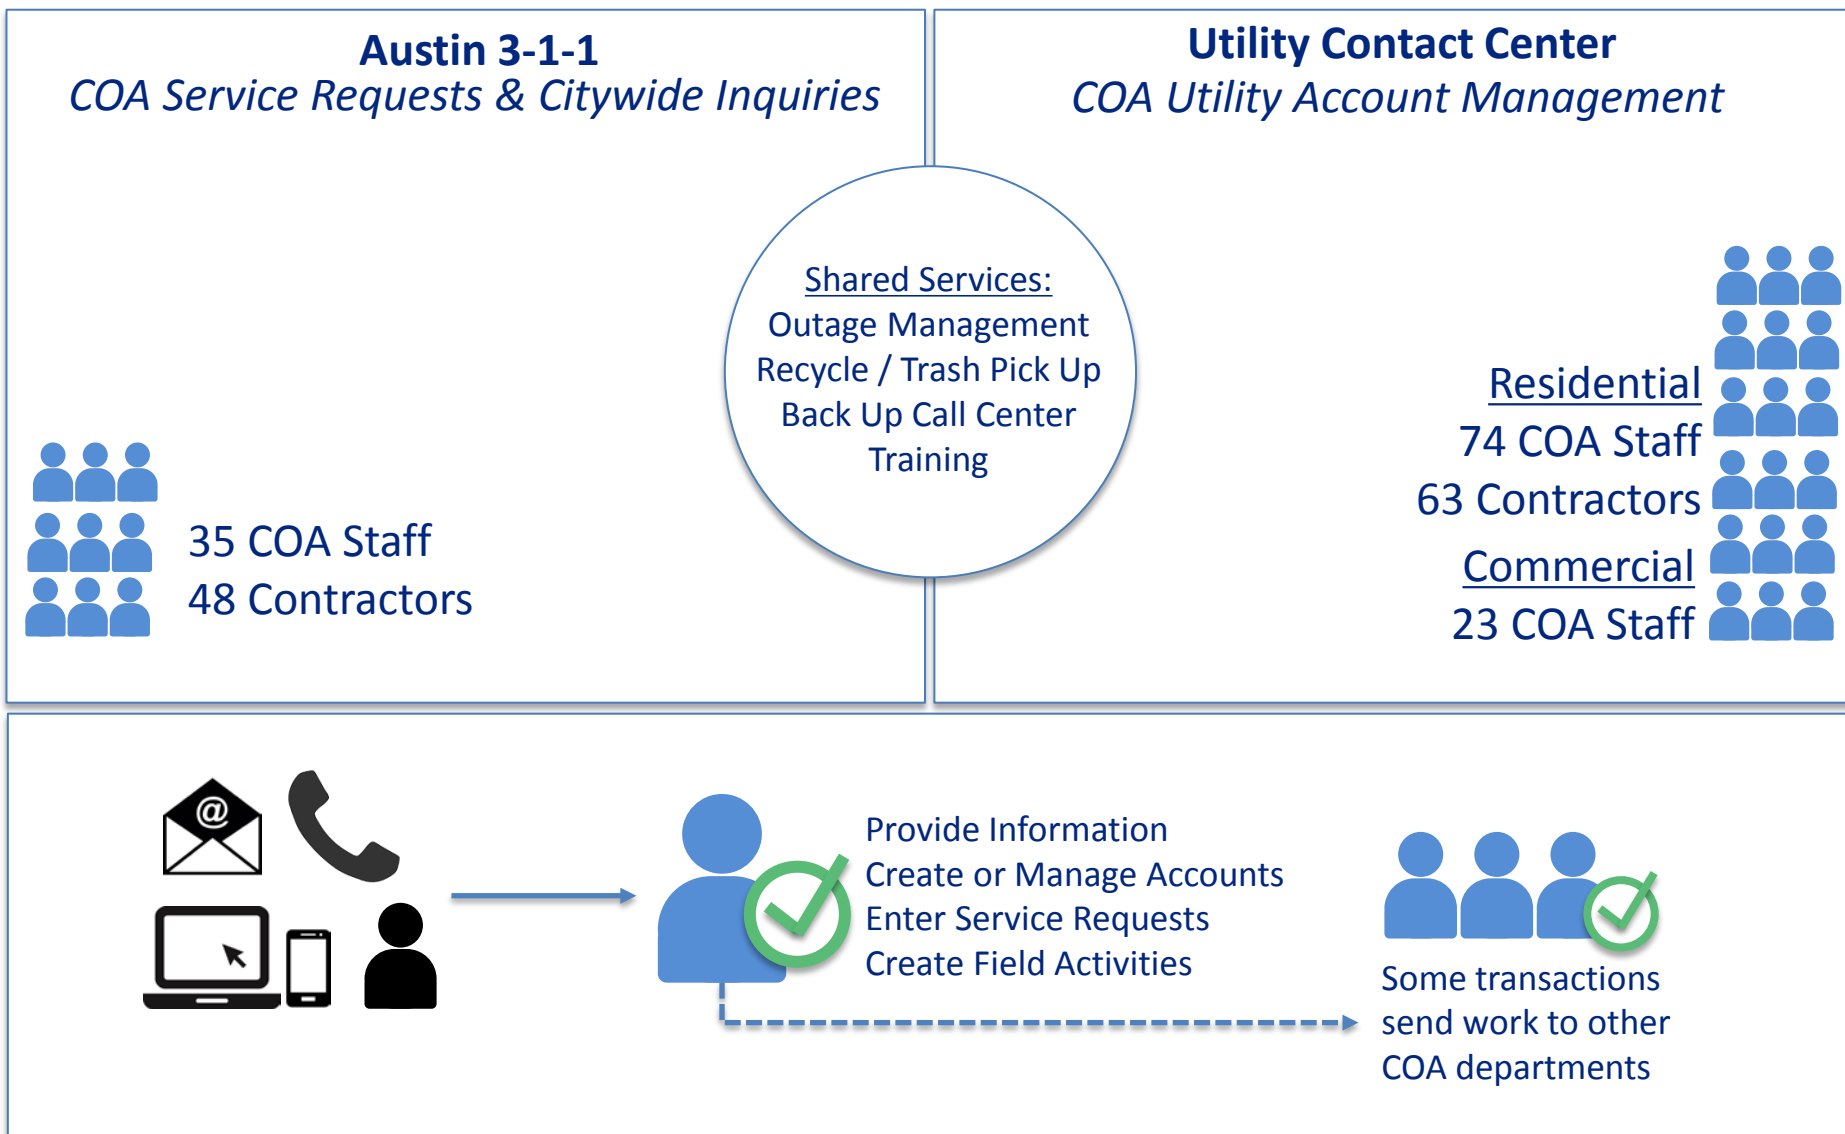 Austin 3-1-1
COA Service Requests & Citywide Inquiries
35 COA Staff
48 Contractors
Utility Contact Center
COA Utility Account Management
Residential
74 COA Staff
63 Contractors
Commercial
23 COA Staff
Shared Services:
Outage Management
Recycle / Trash Pick Up
Back Up Call Center
Training
@
Provide Information
Create or Manage Accounts
Enter Service Requests
Create Field Activities
Some transactions
send work to other
COA departments